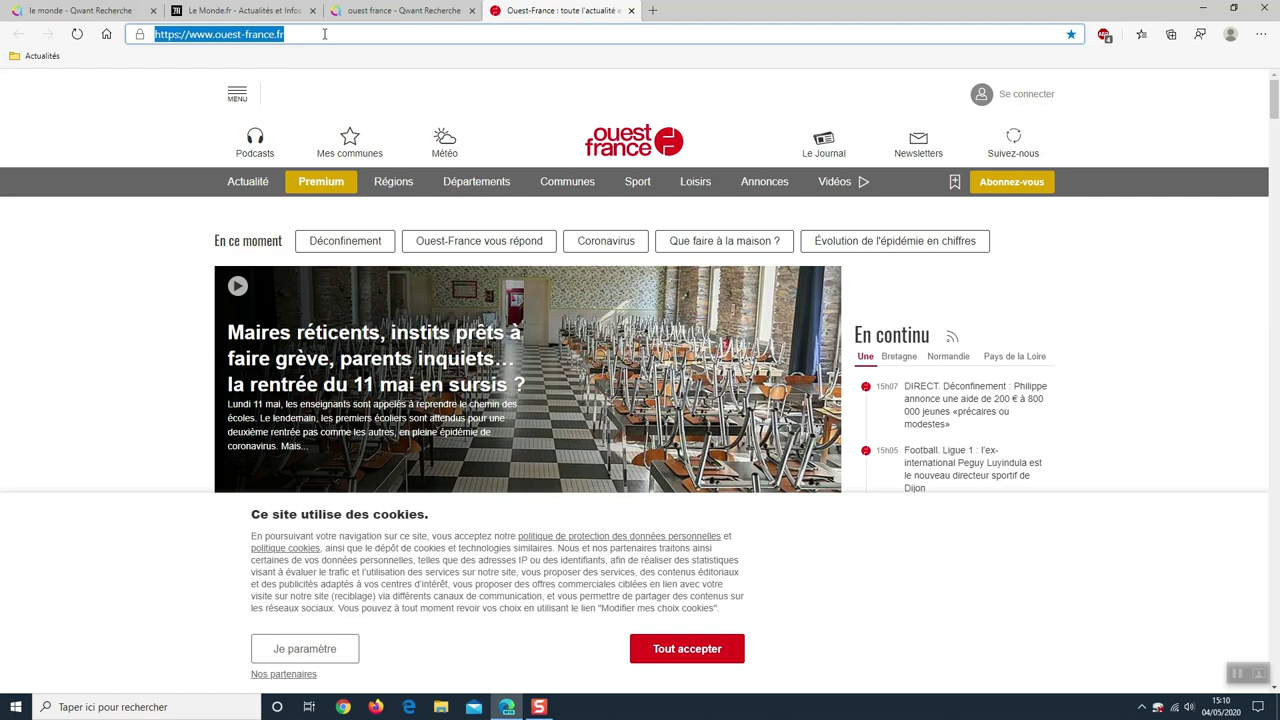 le monde - Qwant Recherche
Le Monde.fr - Actualités et Infos
ouest france - Qwant Recherche
Ouest-France : toute l'actualité e
https://www.ouest-france.fr
4
Actualités
MENU
Se connecter
Podcasts
Mes communes
Météo
ouest
france
Le Journal
Newsletters
Suivez-nous
Actualité
Premium
Régions
Départements
Communes
Sport
Loisirs
Annonces
Vidéos
Abonnez-vous
En ce moment
Déconfinement
Ouest-France vous répond
Coronavirus
Que faire à la maison ?
Évolution de l'épidémie en chiffres
Maires réticents, instits prêts à
faire grève, parents inquiets…
la rentrée du 11 mai en sursis ?
Lundi 11 mai, les enseignants sont appelés à reprendre le chemin des
écoles. Le lendemain, les premiers écoliers sont attendus pour une
deuxième rentrée pas comme les autres, en pleine épidémie de
coronavirus. Mais...
En continu
Une
Bretagne
Normandie
Pays de la Loire
15h07
DIRECT. Déconfinement : Philippe
annonce une aide de 200 € à 800
000 jeunes «précaires ou
modestes»
15h05
Football. Ligue 1 : l'ex-
international Peguy Luyindula est
le nouveau directeur sportif de
Dijon
Ce site utilise des cookies.
En poursuivant votre navigation sur ce site, vous acceptez notre politique de protection des données personnelles et
politique cookies, ainsi que le dépôt de cookies et technologies similaires. Nous et nos partenaires traitons ainsi
certaines de vos données personnelles, telles que des adresses IP ou des identifiants, afin de réaliser des statistiques
visant à évaluer le trafic et l'utilisation des services sur notre site, vous proposer des services, des contenus éditoriaux
et des publicités adaptés à vos centres d'intérêt, vous proposer des offres commerciales ciblées en lien avec votre
visite sur notre site (reciblage) via différents canaux de communication, et vous permettre de partager des contenus sur
les réseaux sociaux. Vous pouvez à tout moment revoir vos choix en utilisant le lien "Modifier mes choix cookies".
Je paramètre
Tout accepter
Nos partenaires
Taper ici pour rechercher
15:10
04/05/2020